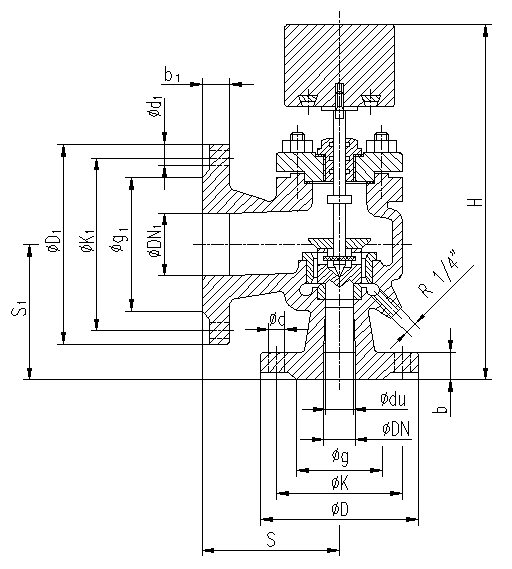 b₁
ød₁
H
øD₁
øK₁
øg₁
øDN₁
S₁
R 1/4"
ød
b
ødu
øDN
øg
øK
øD
S